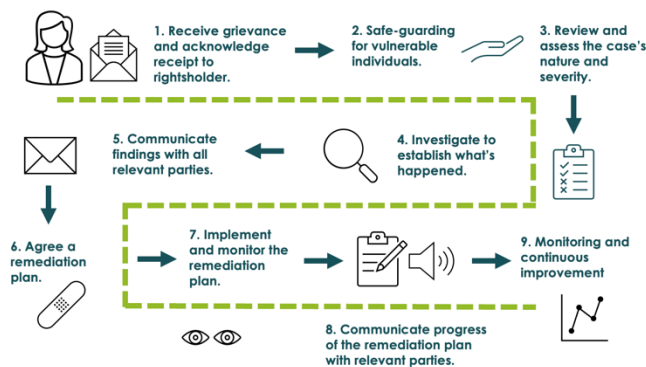 1. Receive grievance
and acknowledge
receipt to
rightsholder.
2. Safe-guarding
for vulnerable
individuals.
3. Review and
assess the case's
nature and
severity.
4. Investigate to
establish what's
happened.
5. Communicate
findings with all
relevant parties.
6. Agree a
remediation
plan.
7. Implement
and monitor the
remediation
plan.
8. Communicate progress
of the remediation plan
with relevant parties.
9. Monitoring and
continuous
improvement